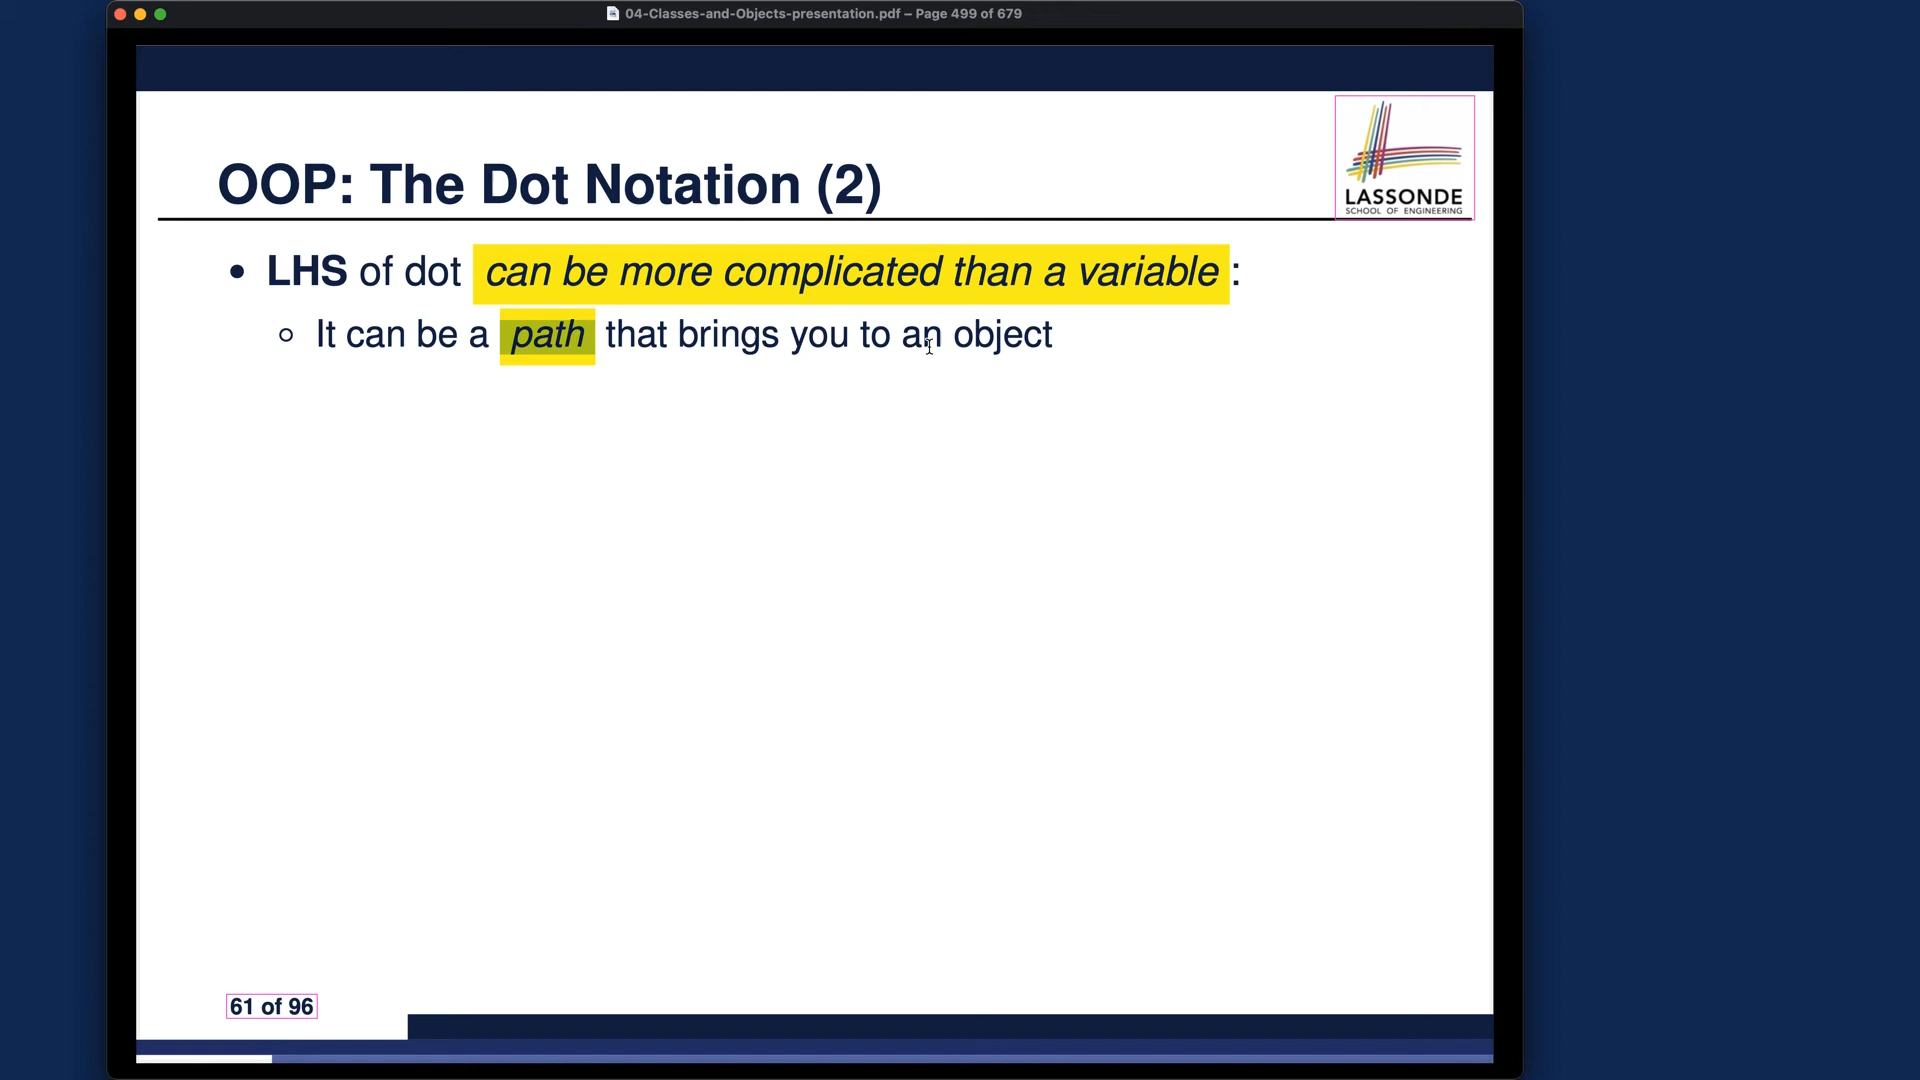 04-Classes-and-Objects-presentation.pdf – Page 499 of 679
LASSONDE
SCHOOL OF ENGINEERING
OOP: The Dot Notation (2)
• LHS of dot can be more complicated than a variable :
○ It can be a path that brings you to an object
61 of 96